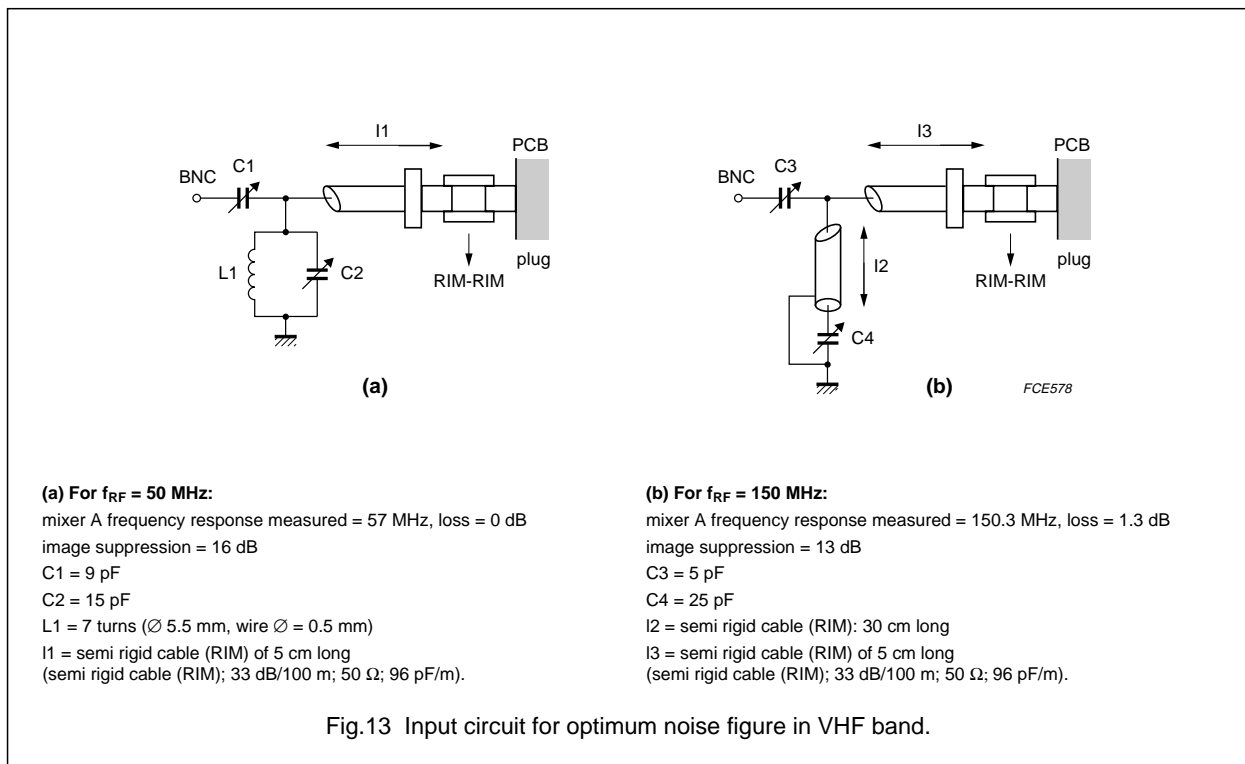 I1
PCB
C1
BNC
L1
C2
plug
RIM-RIM
(a)
I3
PCB
C3
BNC
I2
plug
RIM-RIM
C4
(b)
FCE578
(a) For fRF = 50 MHz:
mixer A frequency response measured = 57 MHz, loss = 0 dB
image suppression = 16 dB
C1 = 9 pF
C2 = 15 pF
L1 = 7 turns (∅ 5.5 mm, wire ∅ = 0.5 mm)
I1 = semi rigid cable (RIM) of 5 cm long
(semi rigid cable (RIM); 33 dB/100 m; 50 Ω; 96 pF/m).
(b) For fRF = 150 MHz:
mixer A frequency response measured = 150.3 MHz, loss = 1.3 dB
image suppression = 13 dB
C3 = 5 pF
C4 = 25 pF
I2 = semi rigid cable (RIM): 30 cm long
I3 = semi rigid cable (RIM) of 5 cm long
(semi rigid cable (RIM); 33 dB/100 m; 50 Ω; 96 pF/m).
Fig.13 Input circuit for optimum noise figure in VHF band.